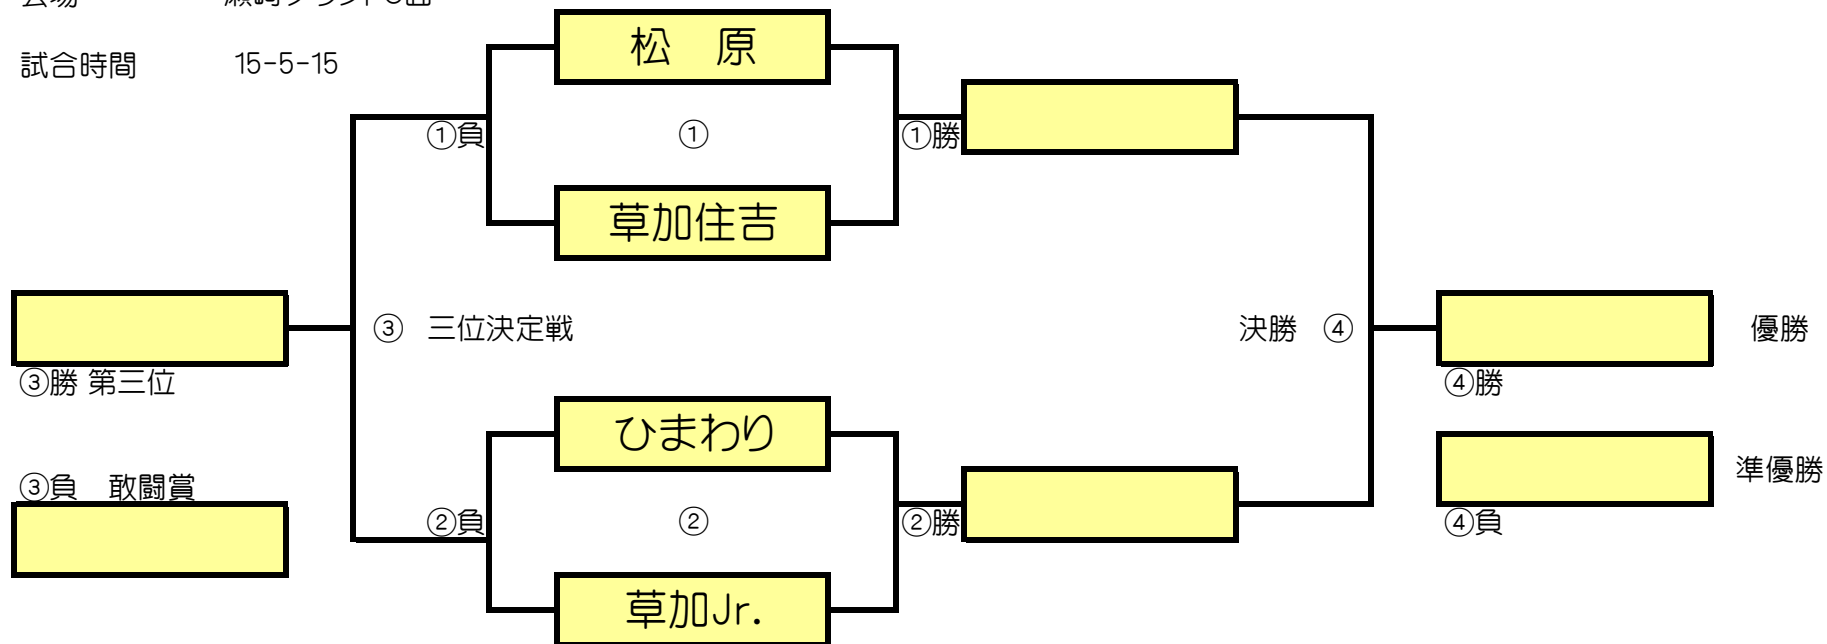 試合時間 15-5-15
松 原
①負 ① ①勝
草加住吉
③ 三位決定戦 決勝 ④ 優勝
③勝 第三位 ④勝
ひまわり
準優勝
③負 敢闘賞
②負 ② ②勝 ④負
草加Jr.